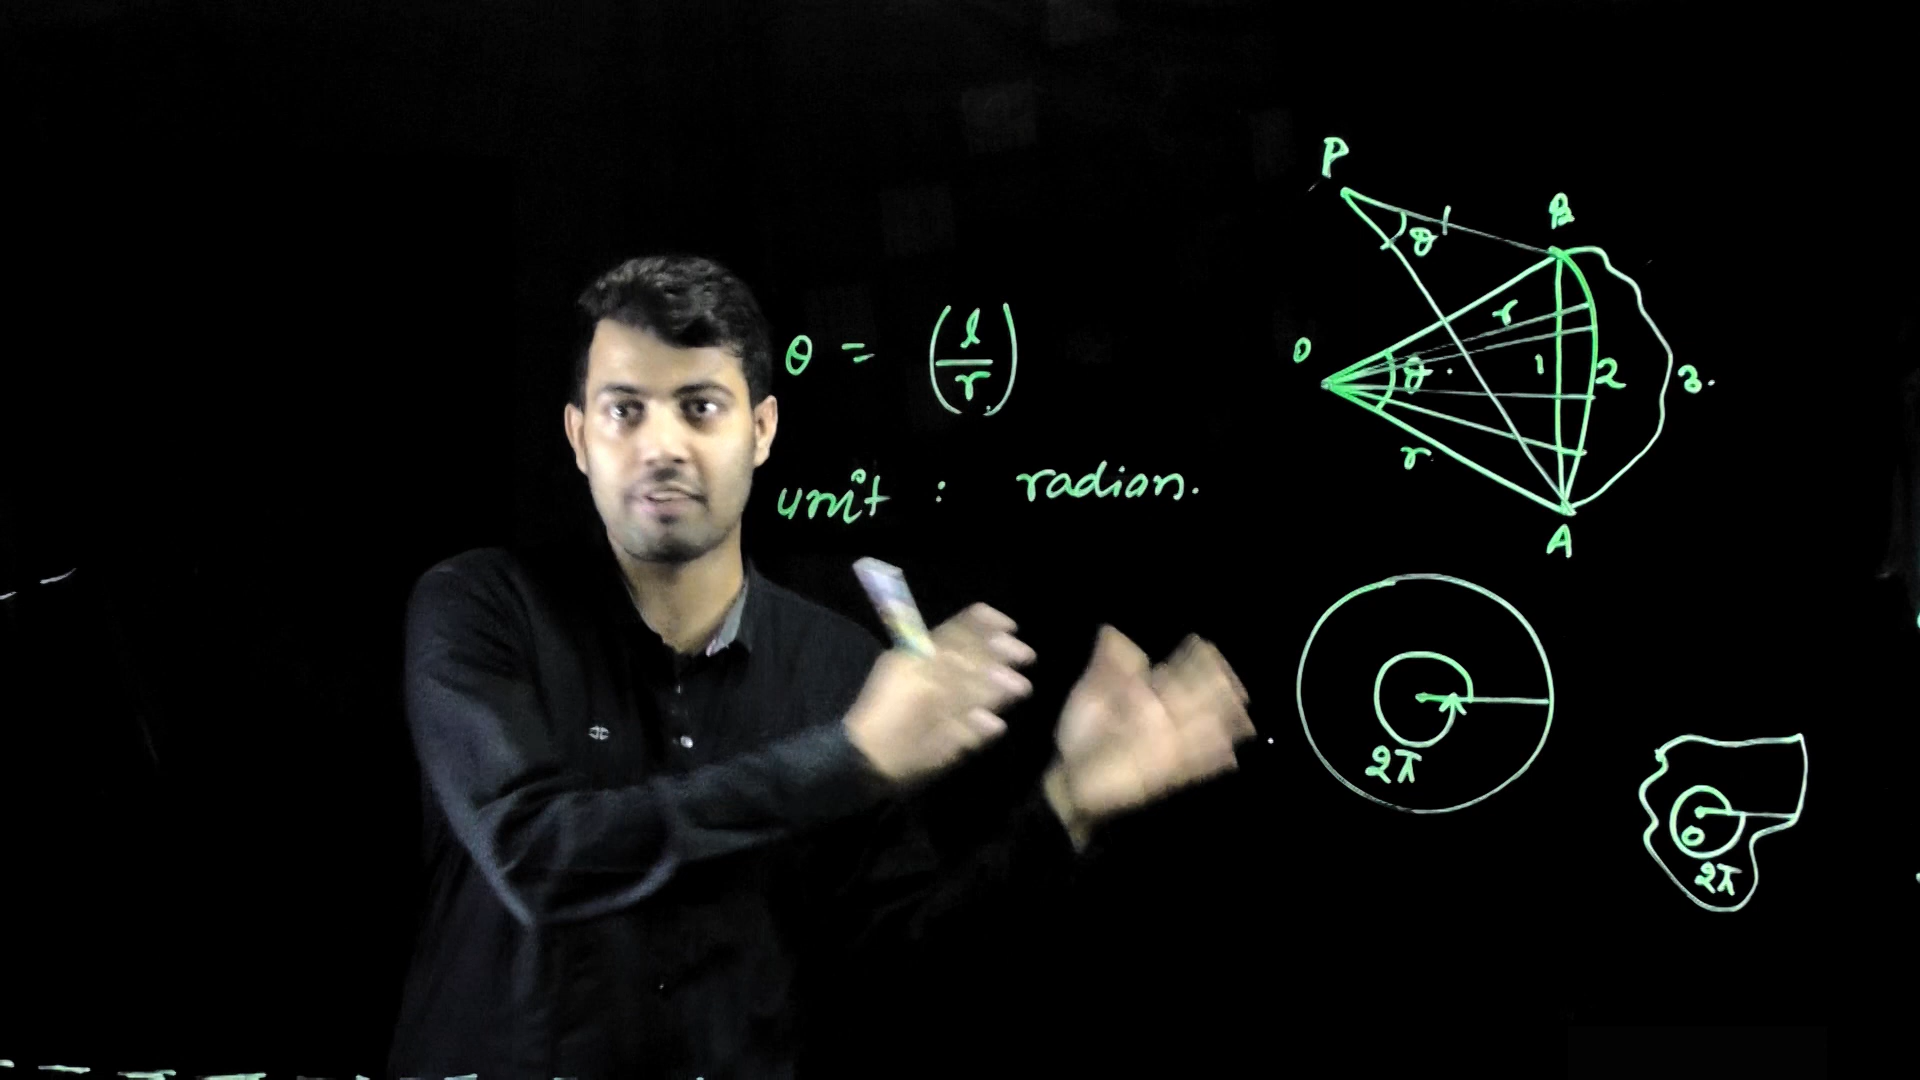 θ = (l/r)
unit : radian.
P
θ'
B
O
r
θ
1
2
3.
r
A
2π
O
2π